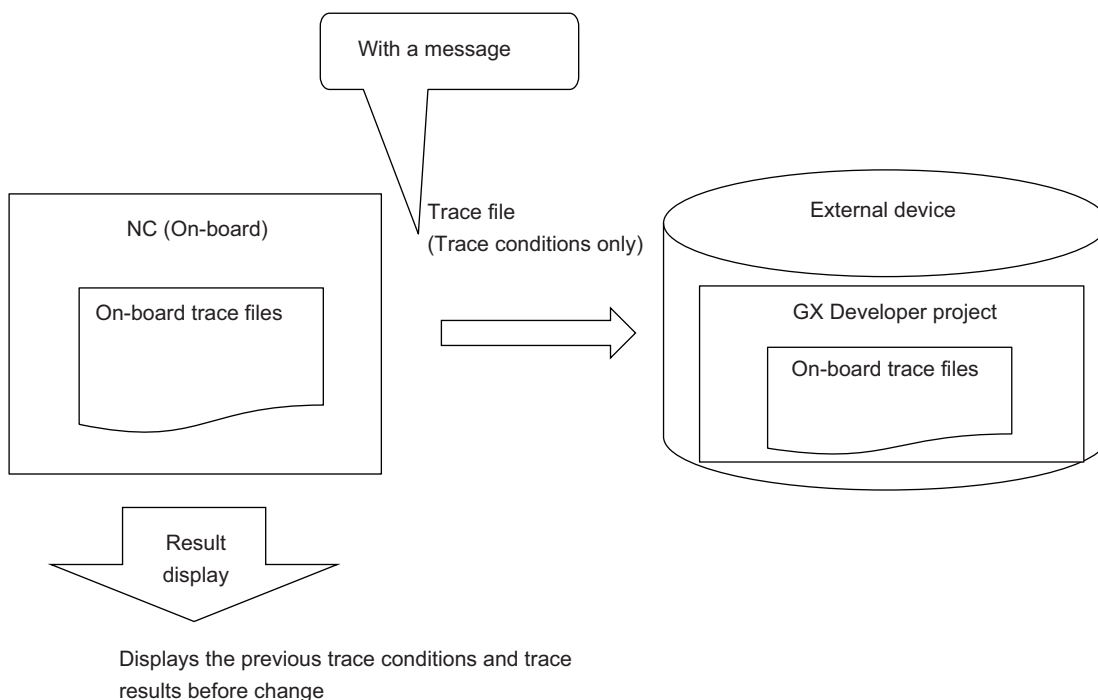 With a message
NC (On-board)
On-board trace files
Trace file
(Trace conditions only)
External device
GX Developer project
On-board trace files
Result
display
Displays the previous trace conditions and trace
results before change